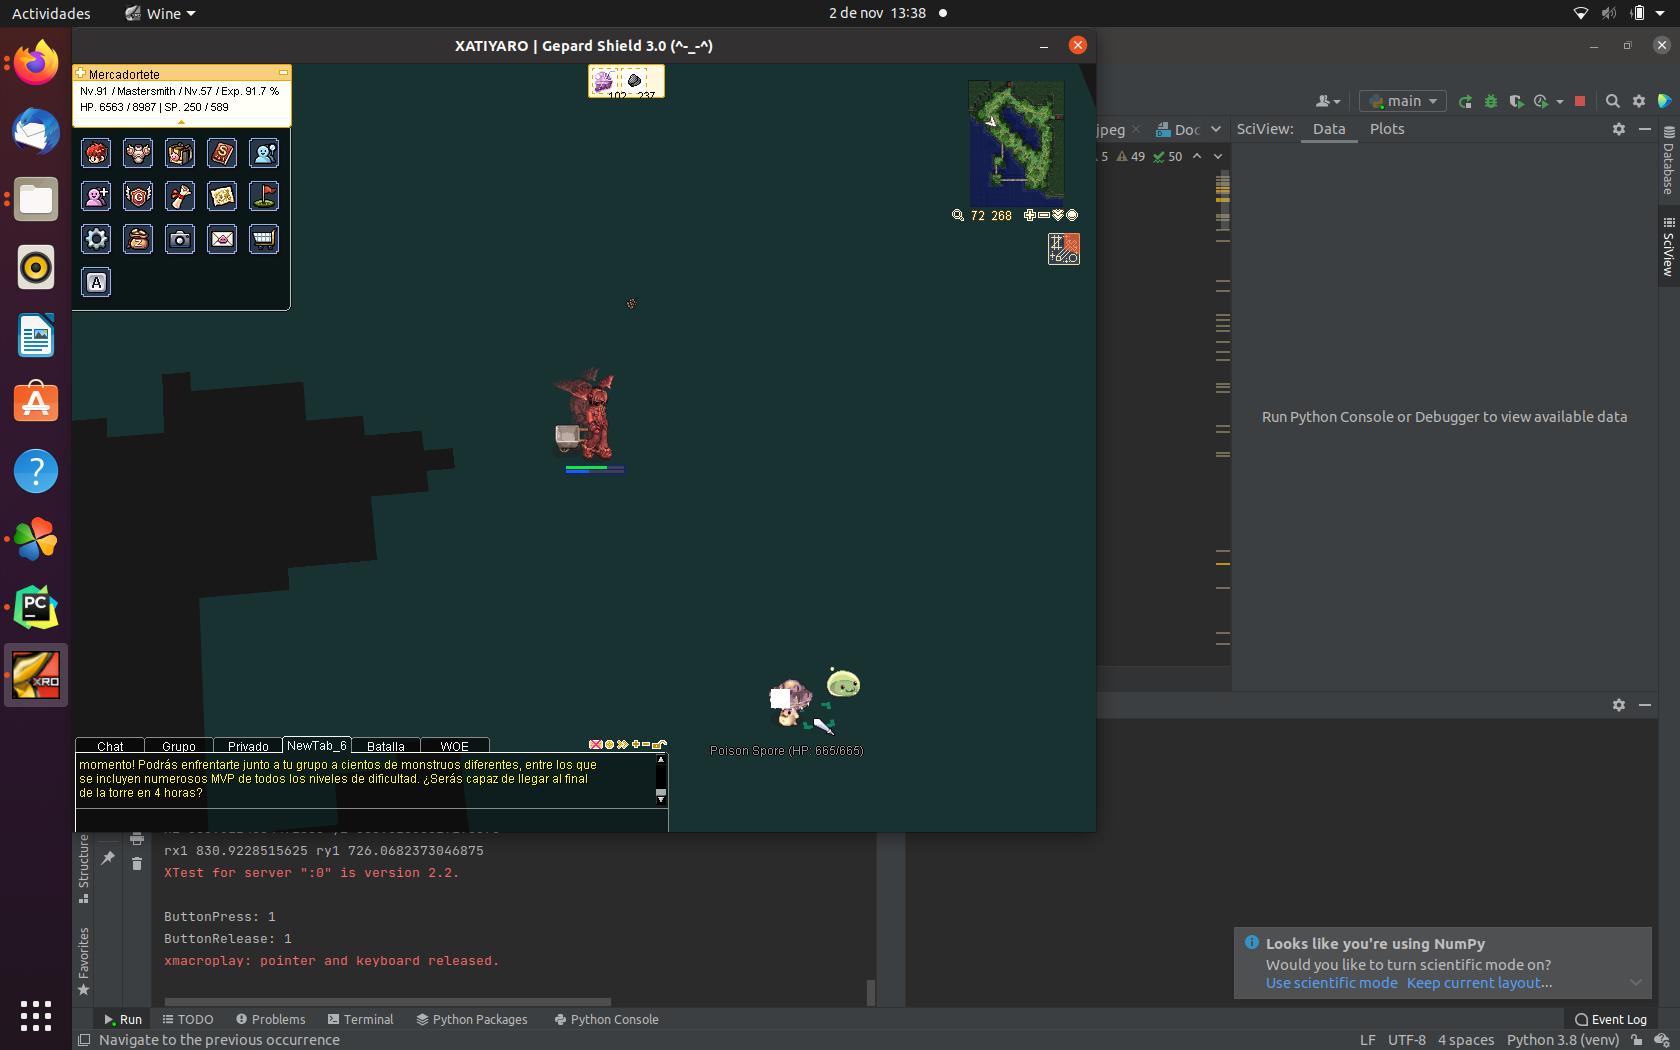 Actividades
Wine
2 de nov 13:38
XATIYARO | Gepard Shield 3.0 (^-_-^)
Mercadortete
Nv.91 / Mastersmith / Nv.57 / Exp. 91.7 %
HP. 6563 / 8987 | SP. 250 / 589
102 237
72 268
A
main
jpeg
Doc
SciView:
Data
Plots
5 49 50
Database
SciView
Run Python Console or Debugger to view available data
PC
XRO
Poison Spore (HP: 665/665)
Chat
Grupo
Privado
NewTab_6
Batalla
WOE
momento! Podrás enfrentarte junto a tu grupo a cientos de monstruos diferentes, entre los que
se incluyen numerosos MVP de todos los niveles de dificultad. ¿Serás capaz de llegar al final
de la torre en 4 horas?
rx1 830.9228515625 ry1 726.0682373046875
XTest for server ":0" is version 2.2.
ButtonPress: 1
ButtonRelease: 1
xmacroplay: pointer and keyboard released.
Structure
Favorites
Looks like you're using NumPy
Would you like to turn scientific mode on?
Use scientific mode Keep current layout...
Run
TODO
Problems
Terminal
Python Packages
Python Console
Event Log
Navigate to the previous occurrence
LF UTF-8 4 spaces Python 3.8 (venv)